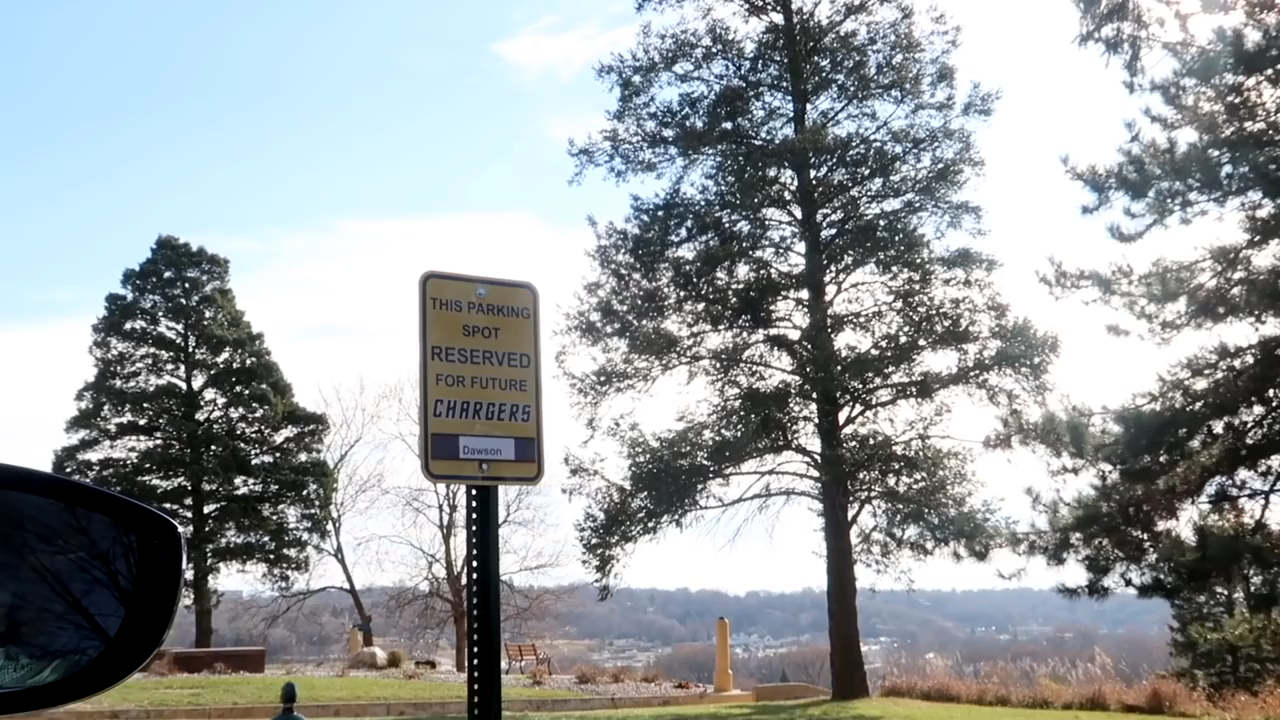 THIS PARKING
SPOT
RESERVED
FOR FUTURE
CHARGERS
Dawson